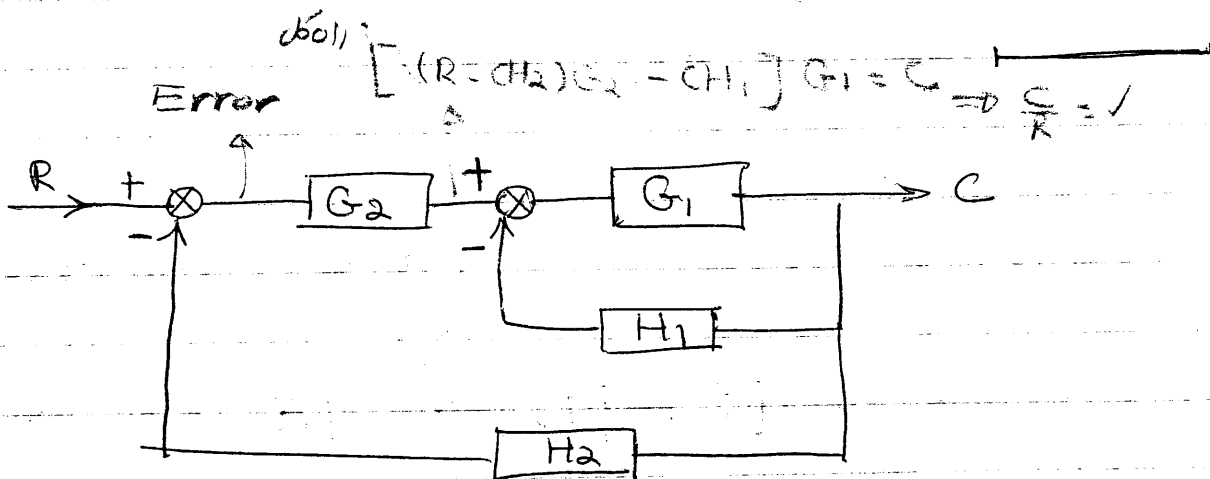 [(R-CH2)G2 - CH1] G1 = C ⇒ C/R = ✓
Error
R + - G2 + - G1 C
H1
H2